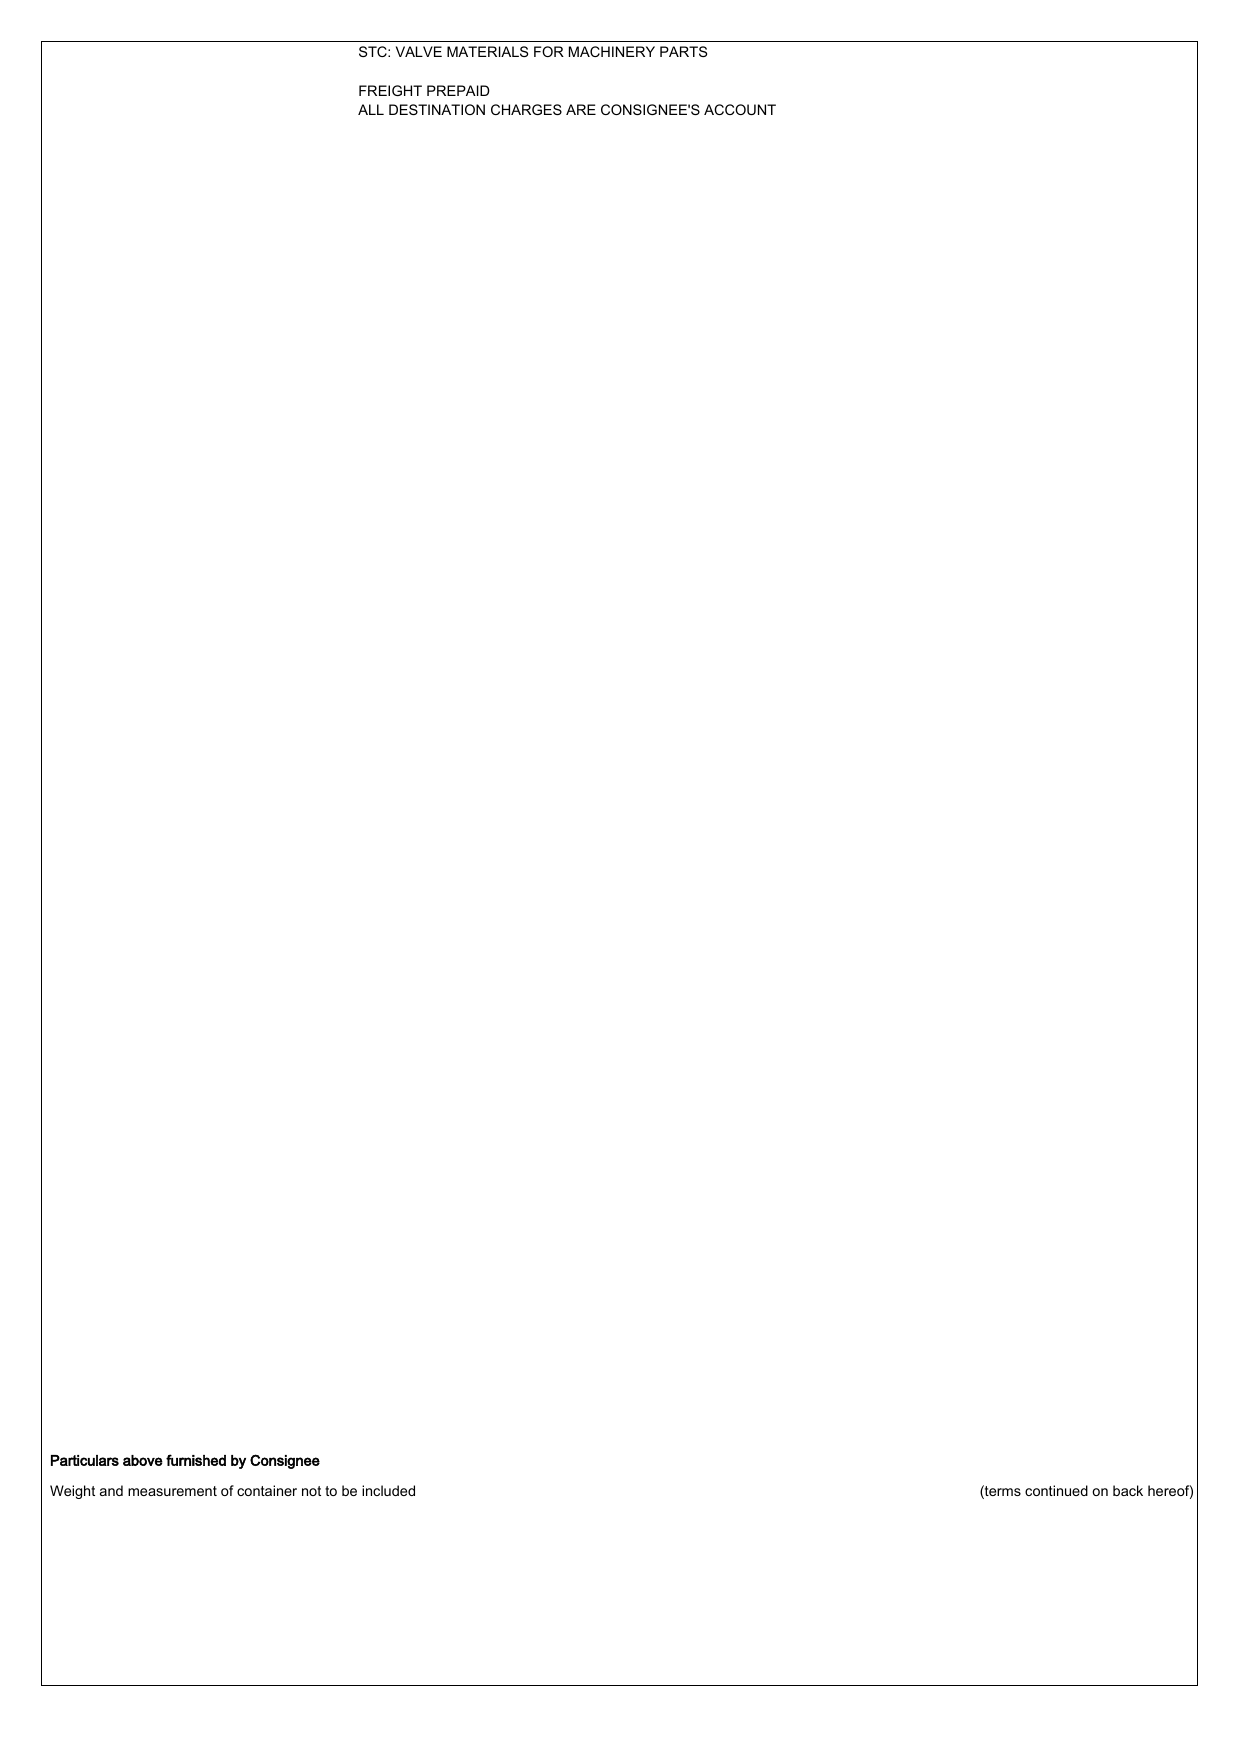 STC: VALVE MATERIALS FOR MACHINERY PARTS
FREIGHT PREPAID
ALL DESTINATION CHARGES ARE CONSIGNEE'S ACCOUNT
Particulars above furnished by Consignee
Weight and measurement of container not to be included
(terms continued on back hereof)